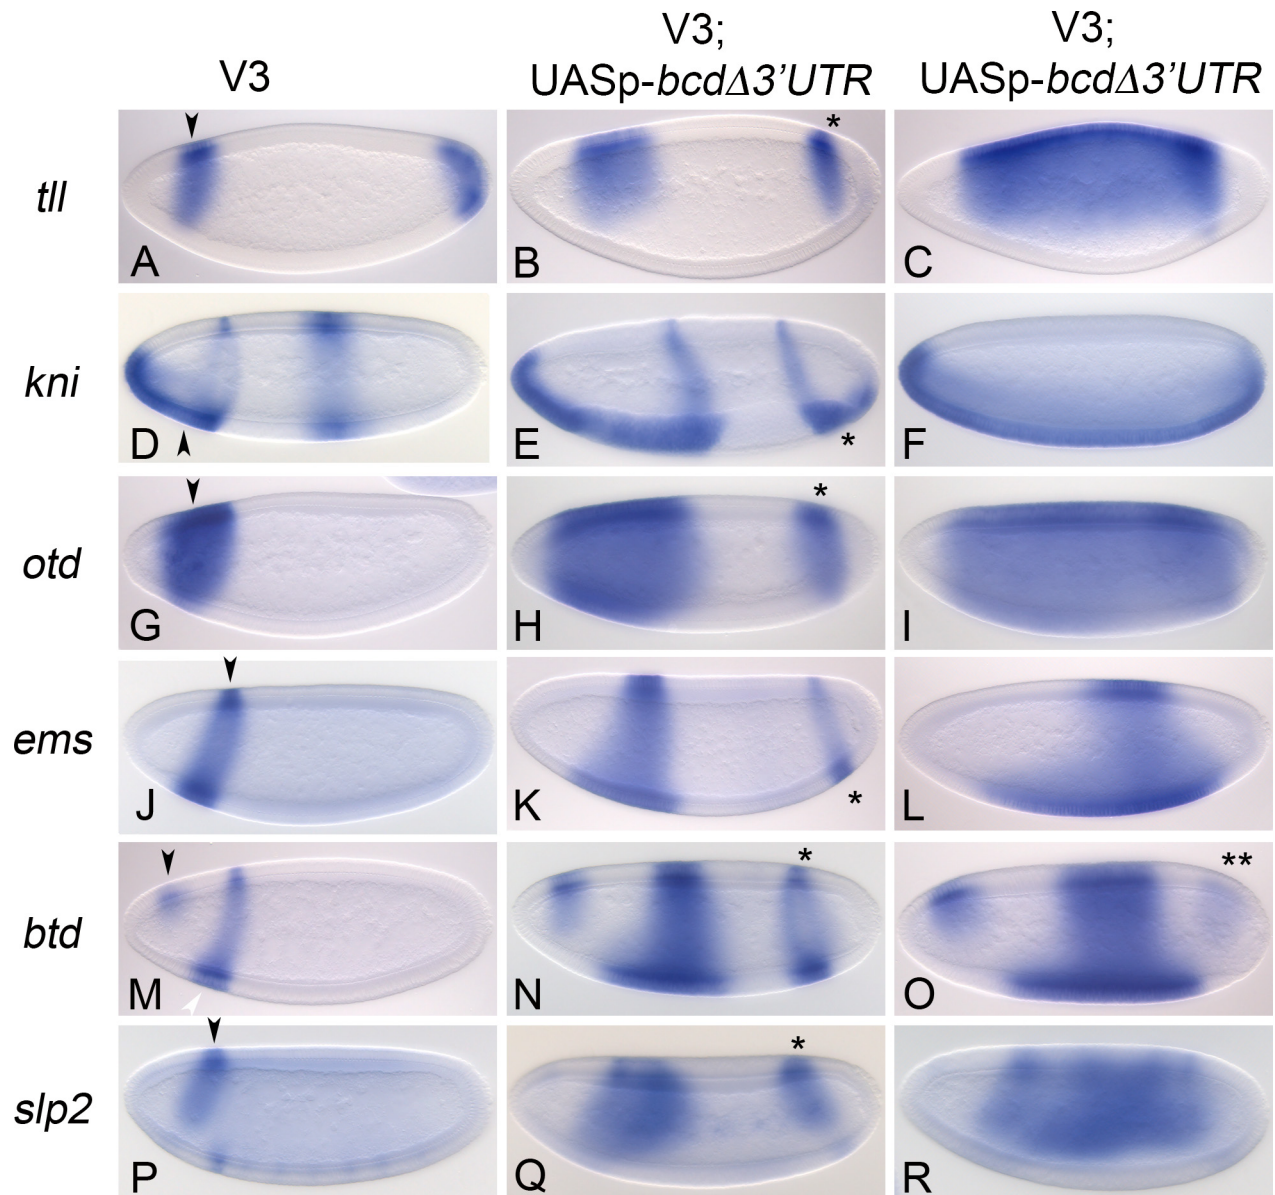 V3
V3;
UASp-bcdΔ3'UTR
V3;
UASp-bcdΔ3'UTR
tll
A
*
B
C
kni
D
E
*
F
otd
G
*
H
I
ems
J
K
*
L
btd
M
*
N
**
O
slp2
P
*
Q
R